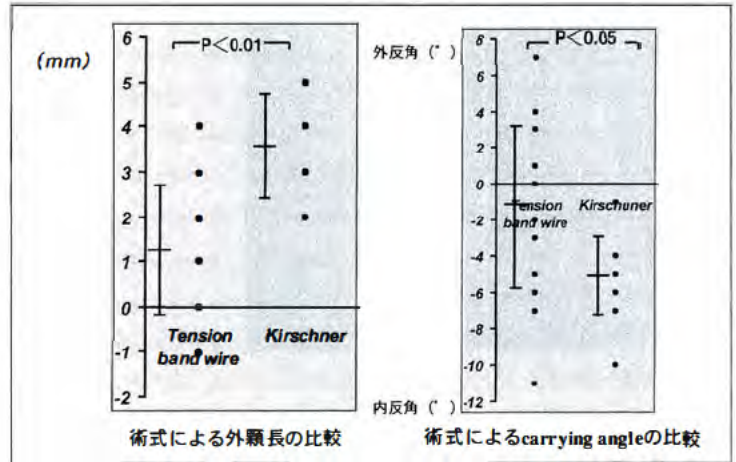 (mm)
6
5
4
3
2
1
0
-1
-2
P<0.01
Tension
band wire
Kirschner
術式による外顆長の比較
外反角(°)
8
6
4
2
0
-2
-4
-6
-8
-10
-12
内反角(°)
P<0.05
Tension
band wire
Kirschuner
術式によるcarrying angleの比較